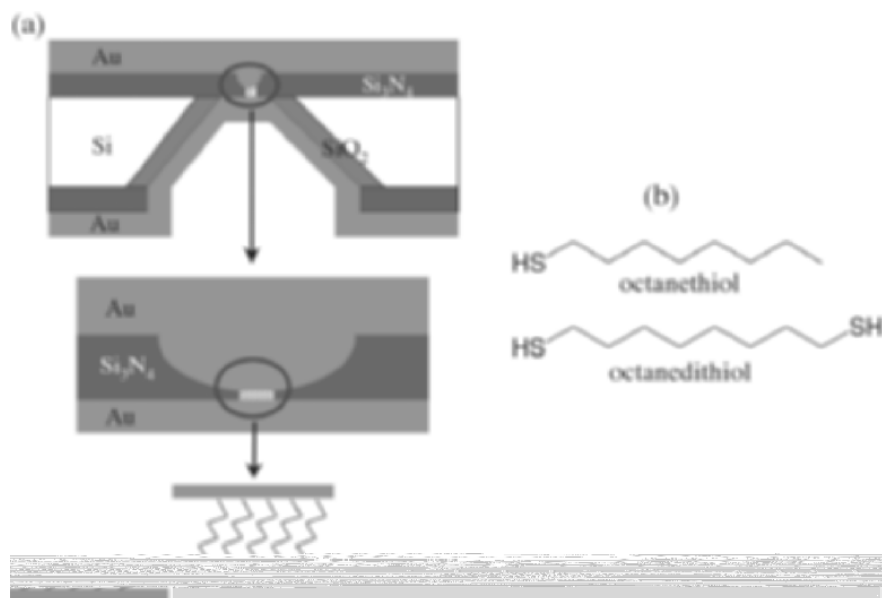 (a)
Au
Si₃N₄
Si
SiO₂
Au
Au
Si₃N₄
Au
(b)
HS
octanethiol
HS
SH
octanedithiol